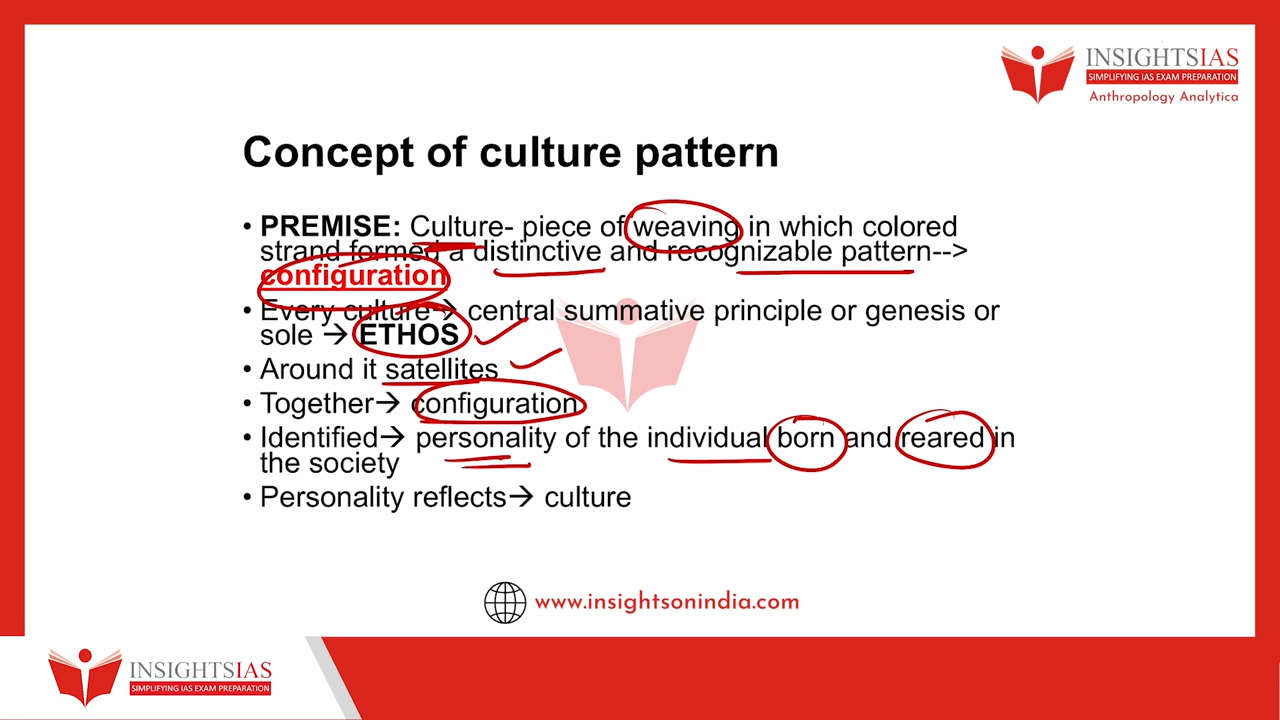 INSIGHTSIAS
SIMPLIFYING IAS EXAM PREPARATION
Anthropology Analytica
Concept of culture pattern
• PREMISE: Culture- piece of weaving in which colored
strand formed a distinctive and recognizable pattern-->
configuration
• Every culture→ central summative principle or genesis or
sole → ETHOS
• Around it satellites
• Together→ configuration
• Identified→ personality of the individual born and reared in
the society
• Personality reflects→ culture
www.insightsonindia.com
INSIGHTSIAS
SIMPLIFYING IAS EXAM PREPARATION